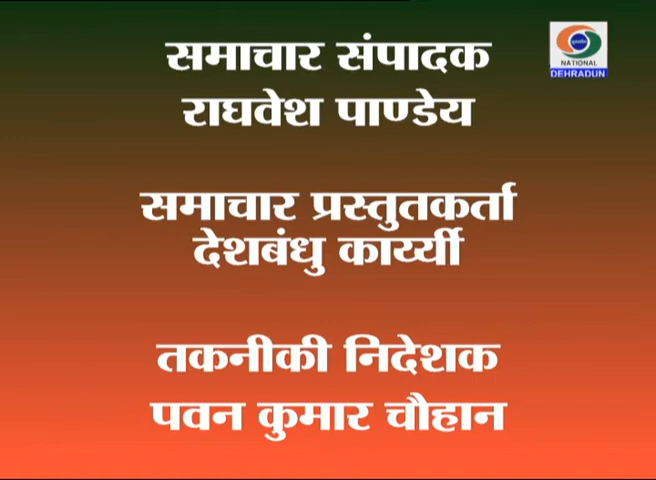 समाचार संपादक
राघवेश पाण्डेय
समाचार प्रस्तुतकर्ता
देशबंधु कार्य्यी
तकनीकी निदेशक
पवन कुमार चौहान
NATIONAL
DEHRADUN